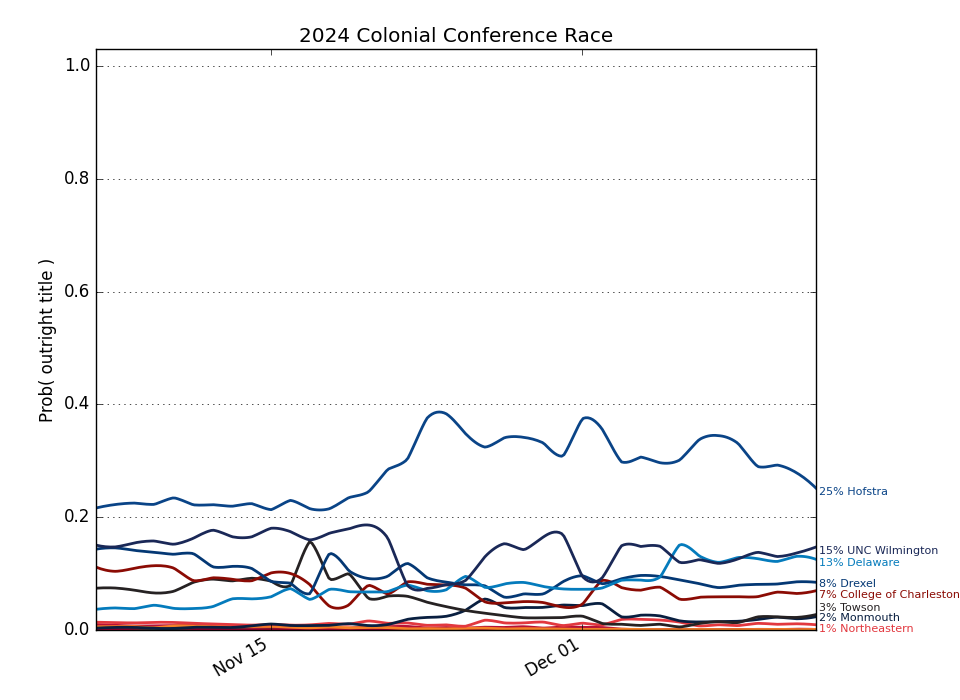 2024 Colonial Conference Race
Prob( outright title )
1.0
0.8
0.6
0.4
0.2
0.0
Nov 15
Dec 01
25% Hofstra
15% UNC Wilmington
13% Delaware
8% Drexel
7% College of Charleston
3% Towson
2% Monmouth
1% Northeastern